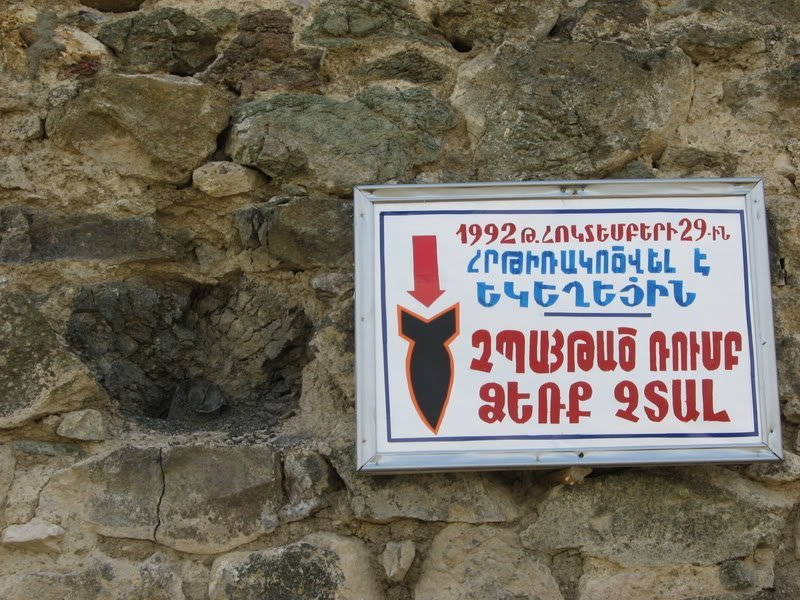 1992 Թ. ՀՈԿՏԵՄԲԵՐԻ 29-ԻՆ
ՀՐԹԻՌԱԿՈԾՎԵԼ Է
ԵԿԵՂԵՑԻՆ
ՉՊԱՅԹԱԾ ՌՈՒՄԲ
ՁԵՌՔ ՉՏԱԼ